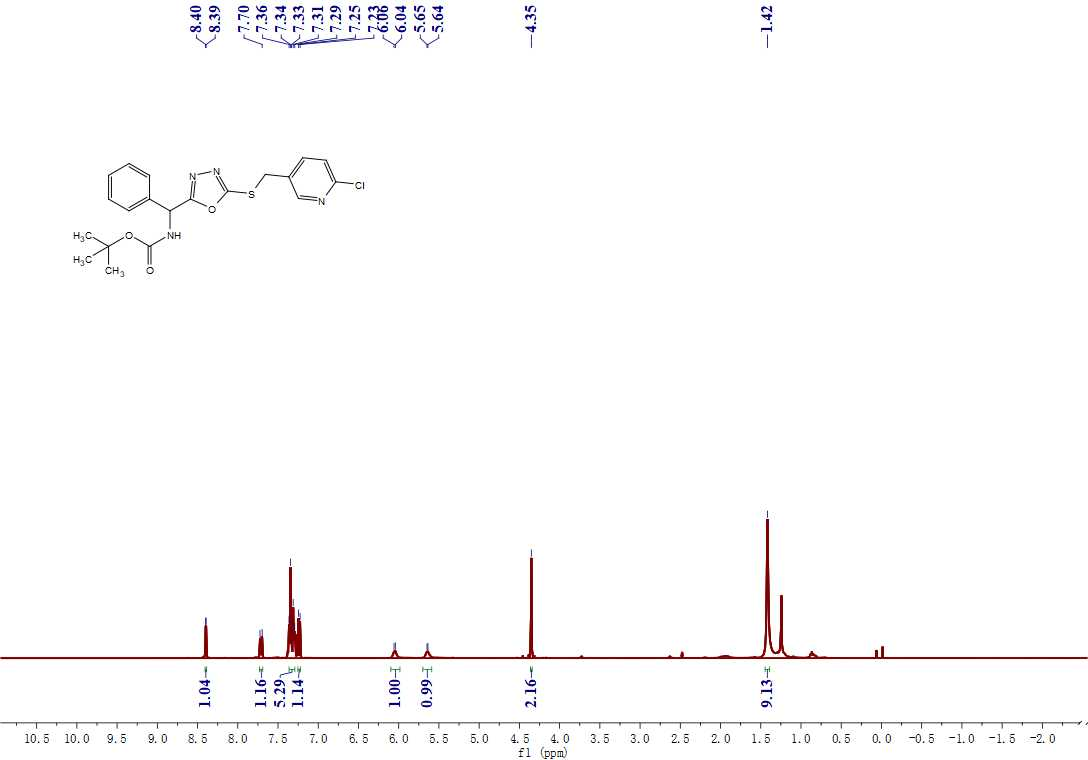 8.40
8.39
7.70
7.36
7.34
7.33
7.31
7.29
7.25
7.23
6.06
6.04
5.65
5.64
4.35
1.42
N
N
O
S
N
Cl
NH
O
O
H₃C
H₃C
CH₃
1.04
1.16
5.29
1.14
1.00
0.99
2.16
9.13
10.5 10.0 9.5 9.0 8.5 8.0 7.5 7.0 6.5 6.0 5.5 5.0 4.5 4.0 3.5 3.0 2.5 2.0 1.5 1.0 0.5 0.0 -0.5 -1.0 -1.5 -2.0
f1 (ppm)